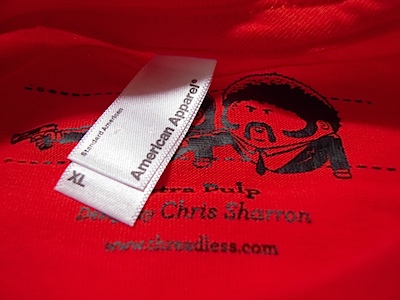 Standard American
American Apparel®
XL
Pulp
Chris Sharron
www.threadless.com